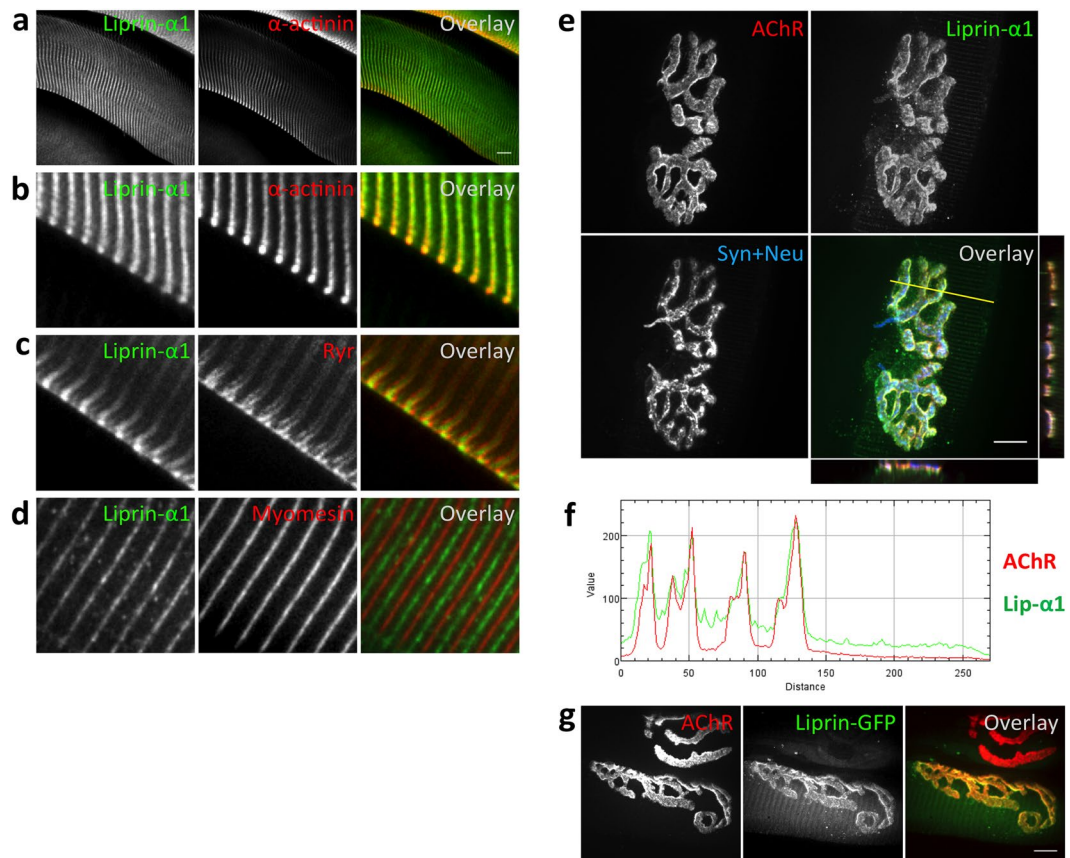 a
Liprin-α1
α-actinin
Overlay
b
Liprin-α1
α-actinin
Overlay
c
Liprin-α1
Ryr
Overlay
d
Liprin-α1
Myomesin
Overlay
e
AChR
Liprin-α1
Syn+Neu
Overlay
f
Value
200
100
0
0
50
100
150
200
250
Distance
AChR
Lip-α1
g
AChR
Liprin-GFP
Overlay